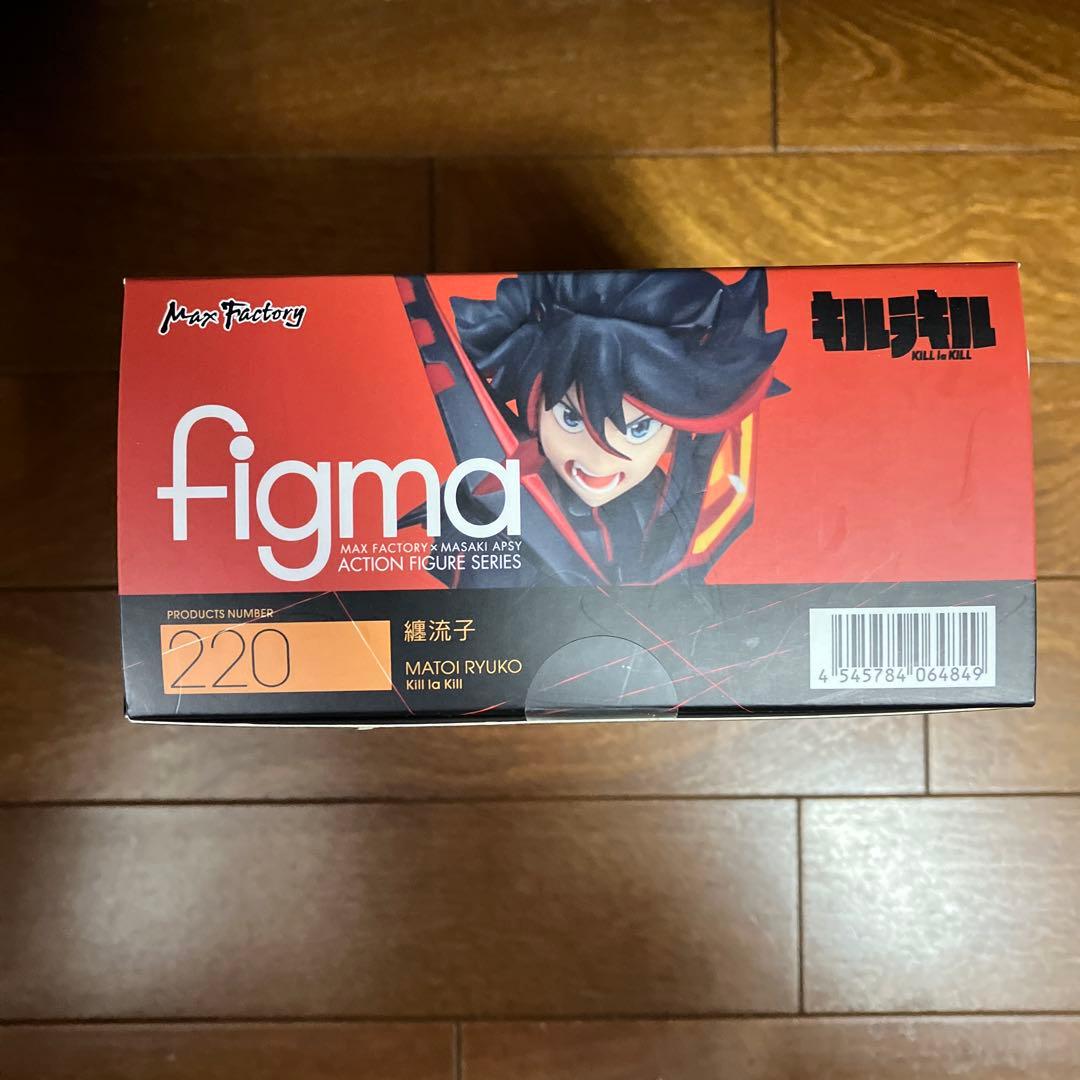 Max Factory
キルラキル
KILL la KILL
figma
MAX FACTORY × MASAKI APSY
ACTION FIGURE SERIES
PRODUCTS NUMBER
220
纏流子
MATOI RYUKO
Kill la Kill
4 545784 064849